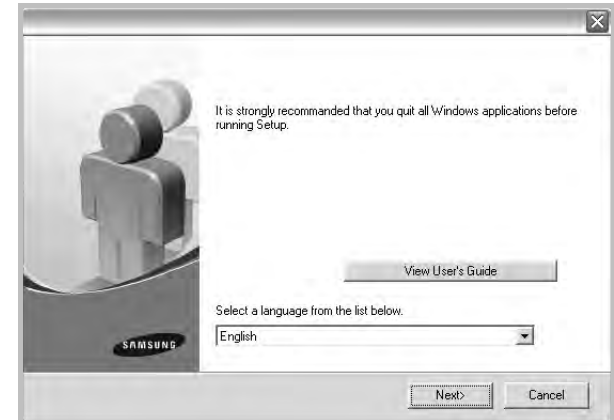 It is strongly recommanded that you quit all Windows applications before
running Setup.
View User's Guide
Select a language from the list below.
SAMSUNG
English
Next>
Cancel